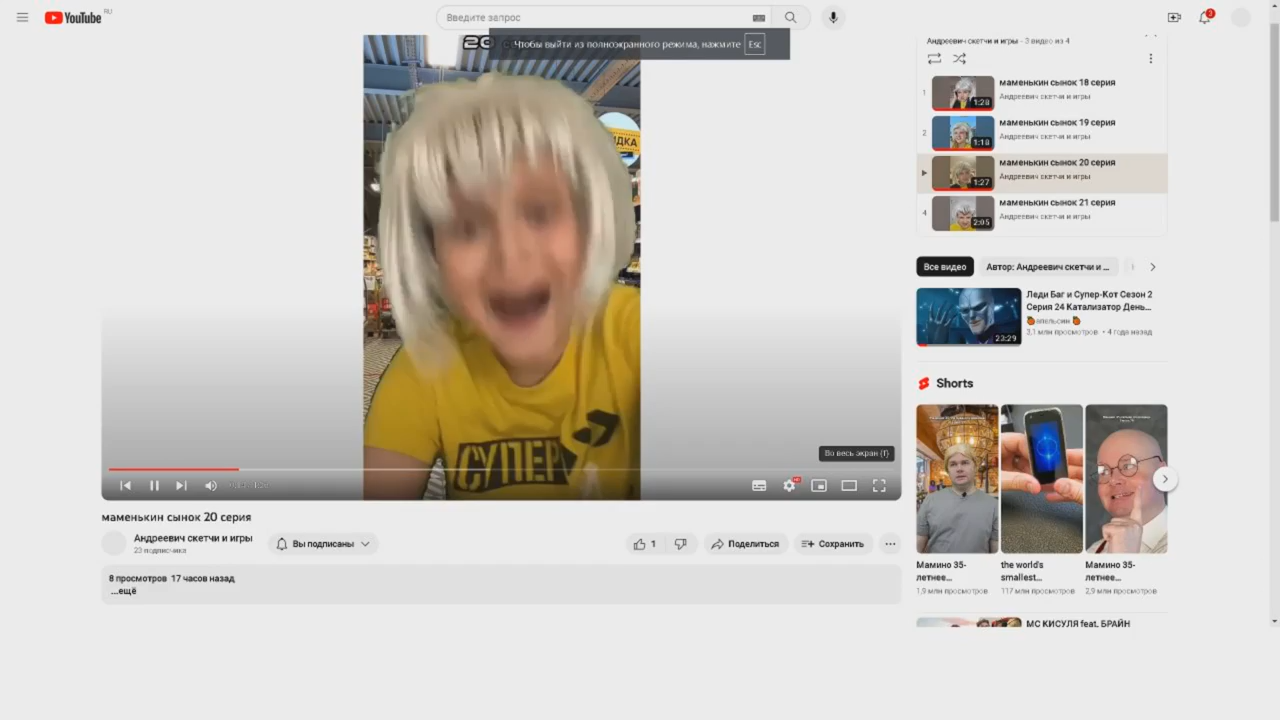 YouTube RU
Введите запрос
3
Чтобы выйти из полноэкранного режима, нажмите Esc
20
Андреевич скетчи и игры - 3 видео из 4
1
маменькин сынок 18 серия
Андреевич скетчи и игры
1:28
2
маменькин сынок 19 серия
Андреевич скетчи и игры
1:18
маменькин сынок 20 серия
Андреевич скетчи и игры
1:27
4
маменькин сынок 21 серия
Андреевич скетчи и игры
2:05
Все видео
Автор: Андреевич скетчи и ...
Леди Баг и Супер-Кот Сезон 2
Серия 24 Катализатор День...
апельсин
3,1 млн просмотров • 4 года назад
23:29
Shorts
СУПЕР
Во весь экран (f)
маменькин сынок 20 серия
Андреевич скетчи и игры
23 подписчика
Вы подписаны
1
Поделиться
Сохранить
8 просмотров 17 часов назад
...ещё
Мамино 35-
летнее...
1,9 млн просмотров
the world's
smallest...
117 млн просмотров
Мамино 35-
летнее...
2,9 млн просмотров
МС КИСУЛЯ feat. БРАЙН